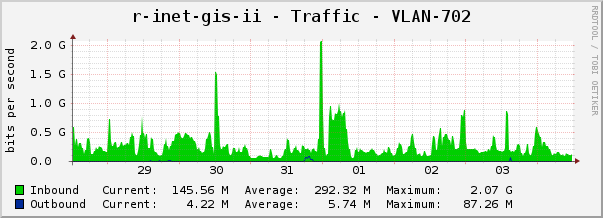 r-inet-gis-ii - Traffic - VLAN-702
RRDTOOL / TOBI OETIKER
bits per second
2.0 G
1.5 G
1.0 G
0.5 G
0.0
29 30 31 01 02 03
Inbound Current: 145.56 M Average: 292.32 M Maximum: 2.07 G
Outbound Current: 4.22 M Average: 5.74 M Maximum: 87.26 M